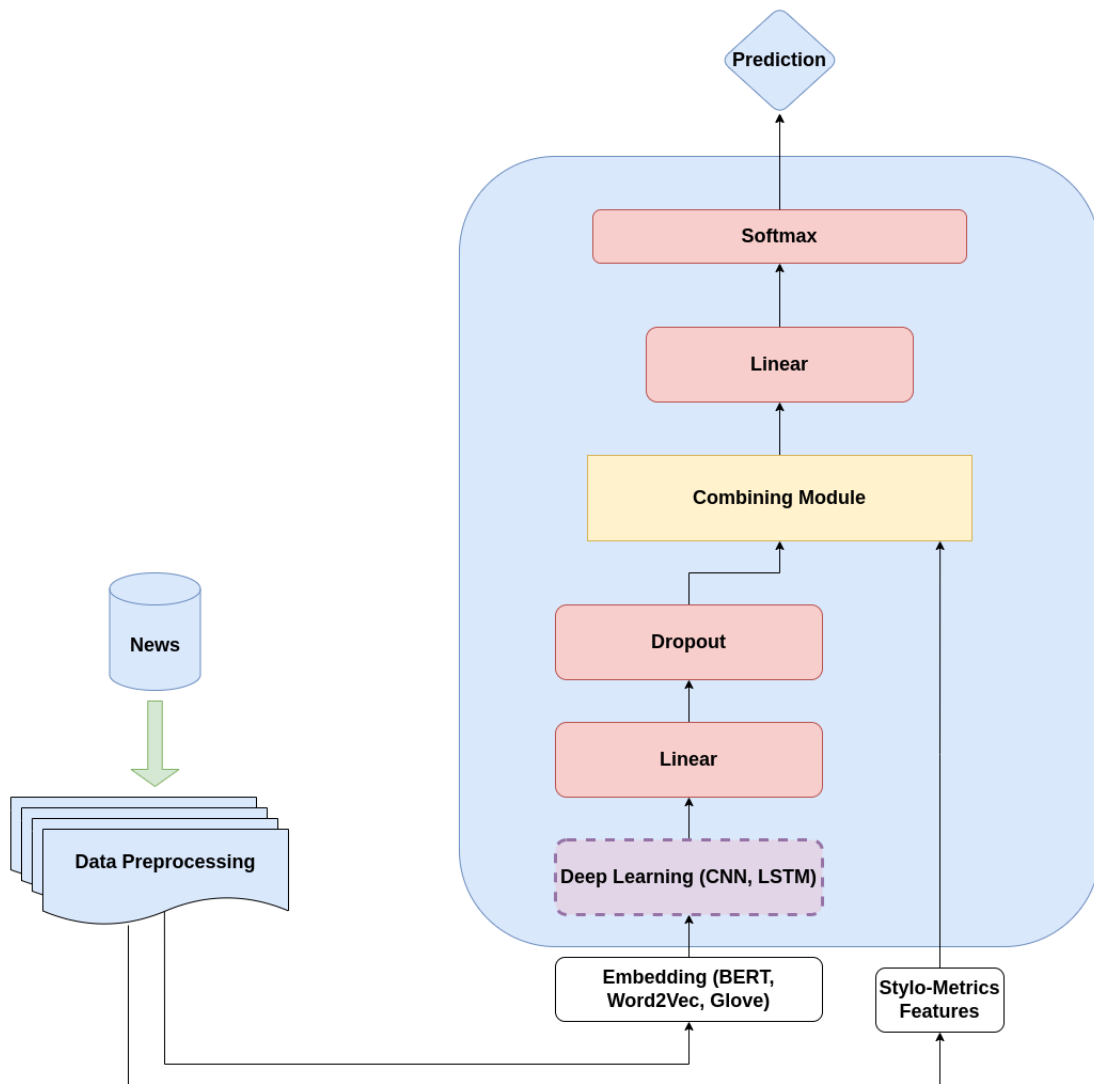 Prediction
Softmax
Linear
Combining Module
Dropout
News
Linear
Data Preprocessing
Deep Learning (CNN, LSTM)
Embedding (BERT,
Word2Vec, Glove)
Stylo-Metrics
Features